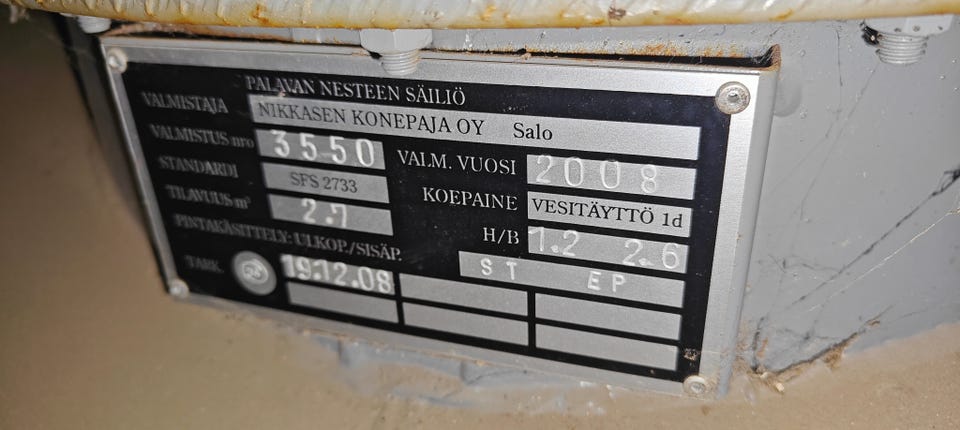 PALAVAN NESTEEN SÄILIÖ
VALMISTAJA NIKKASEN KONEPAJA OY Salo
VALMISTUS nro 3550 VALM. VUOSI 2008
STANDARDI SFS 2733 KOEPAINE VESITÄYTTÖ 1d
TILAVUUS m³ 2.7 H/B 1.2 2.6
PINTAKÄSITTELY: ULKOP./SISÄP. ST EP
TARK. 19.12.08